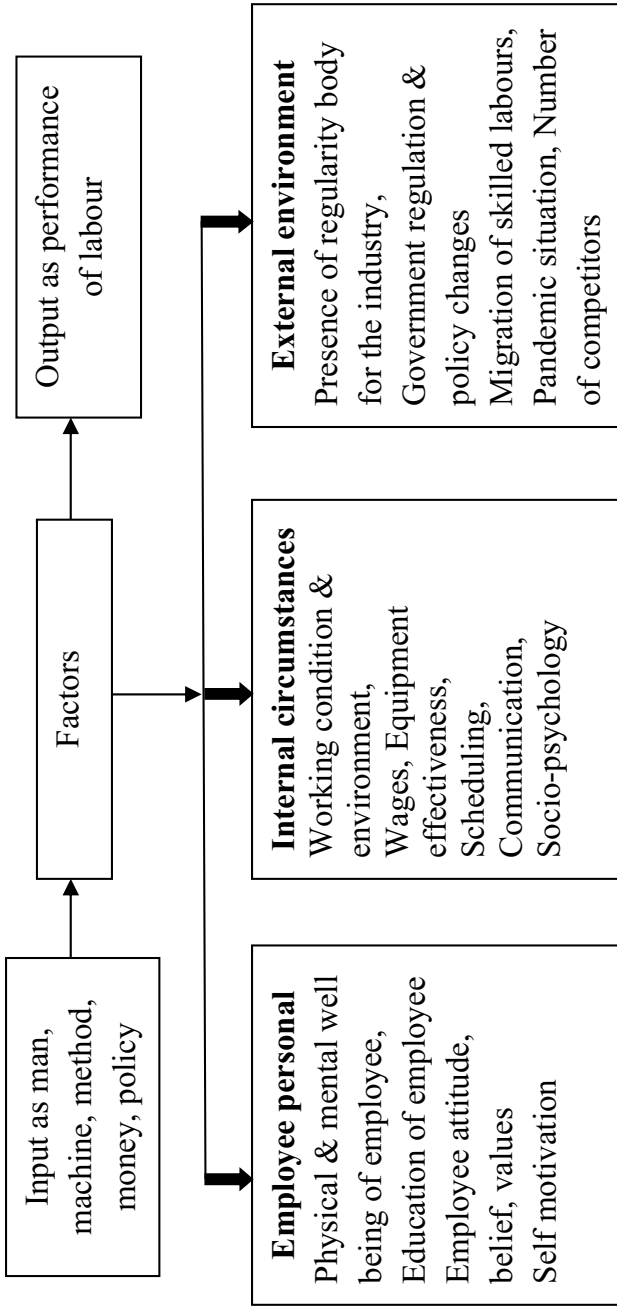 Input as man,
machine, method,
money, policy
Factors
Output as performance
of labour
Employee personal
Physical & mental well
being of employee,
Education of employee
Employee attitude,
belief, values
Self motivation
Internal circumstances
Working condition &
environment,
Wages, Equipment
effectiveness,
Scheduling,
Communication,
Socio-psychology
External environment
Presence of regularity body
for the industry,
Government regulation &
policy changes
Migration of skilled labours,
Pandemic situation, Number
of competitors